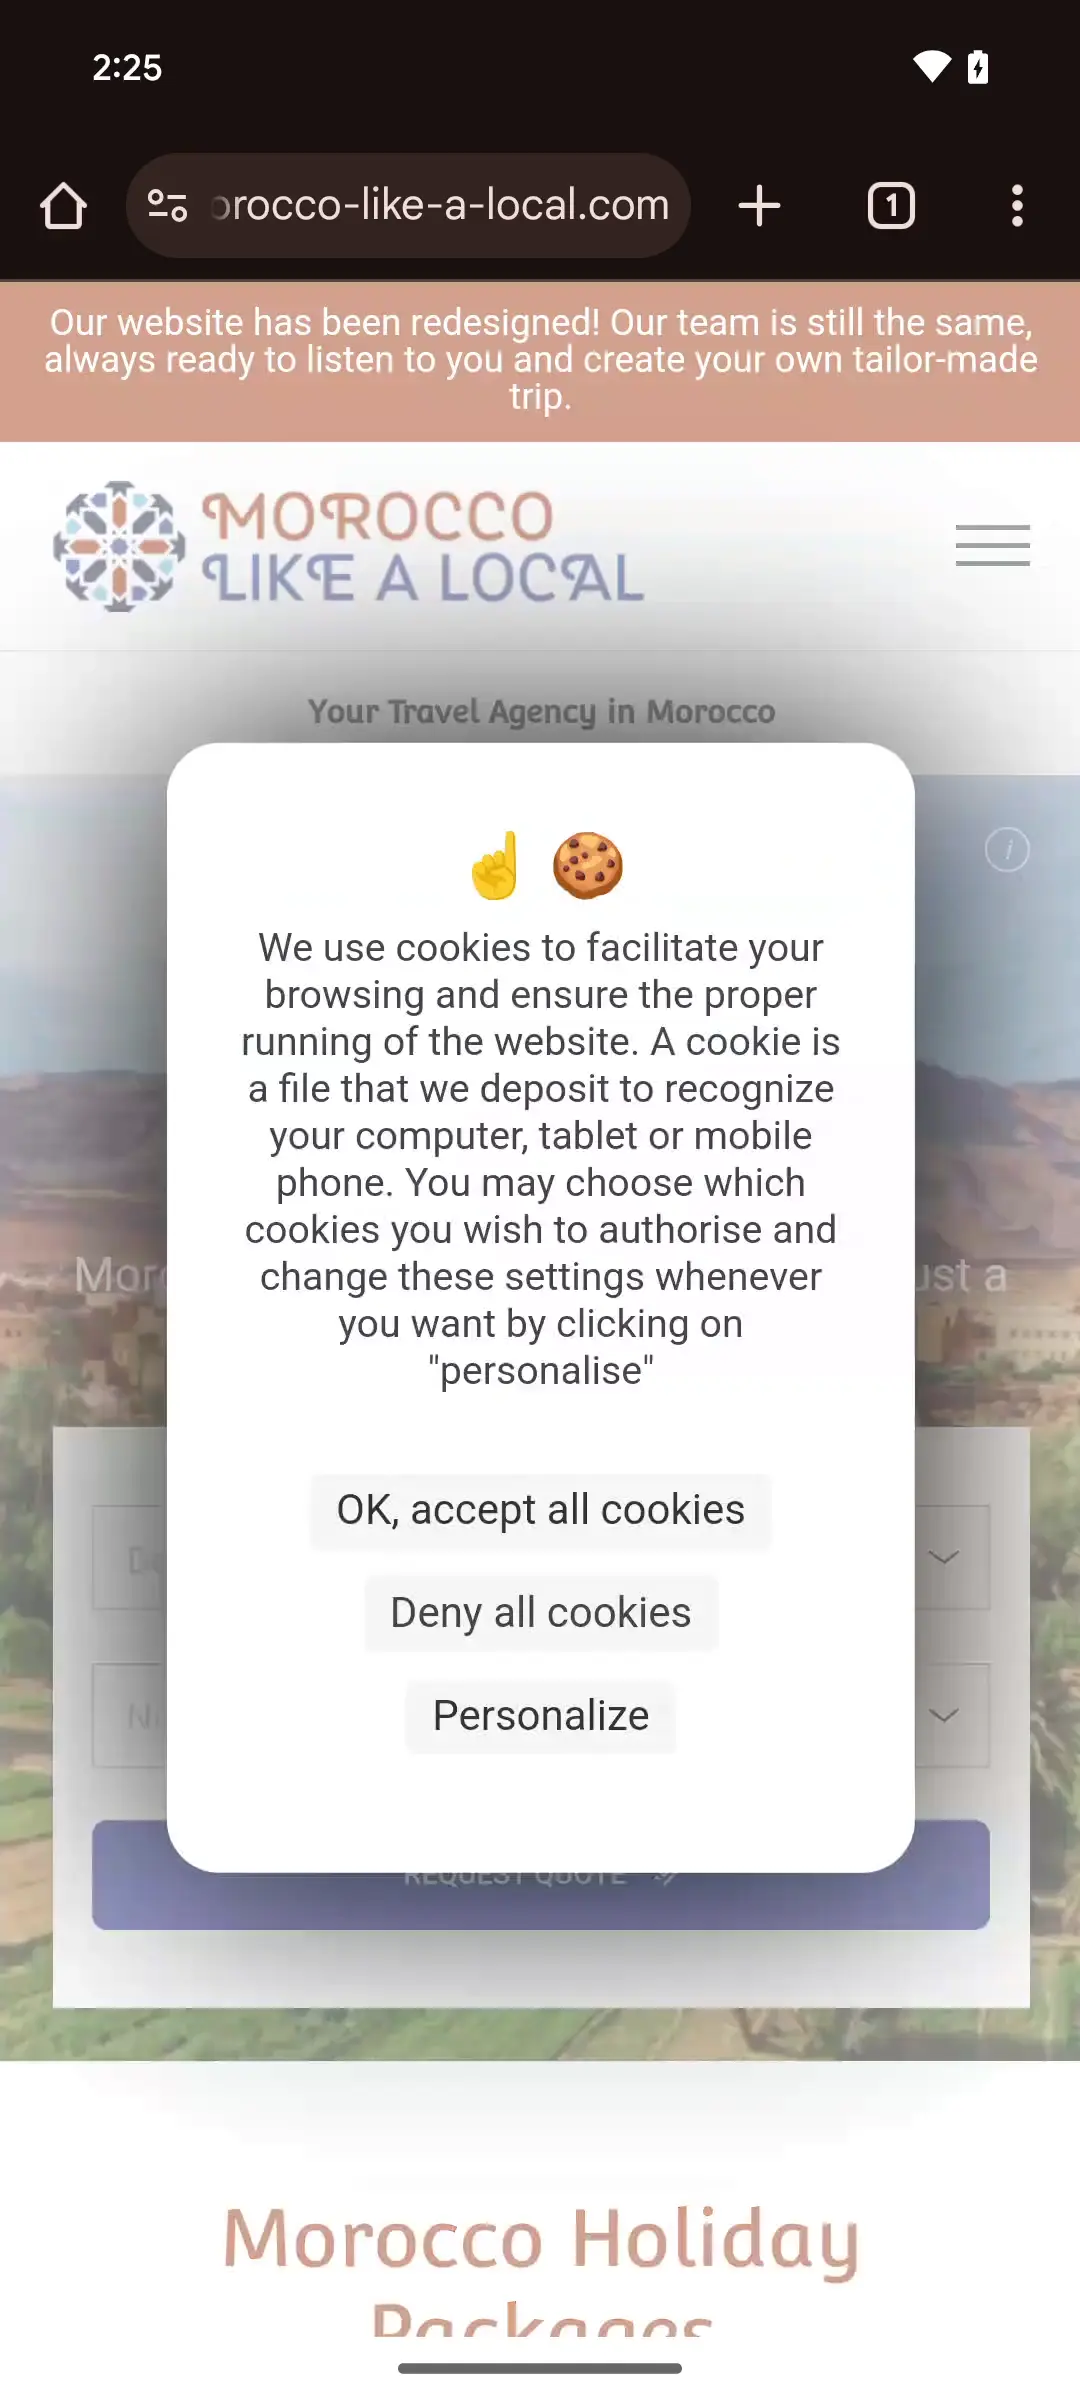 2:25
orocco-like-a-local.com
1
Our website has been redesigned! Our team is still the same,
always ready to listen to you and create your own tailor-made
trip.
MOROCCO
LIKE A LOCAL
Your Travel Agency in Morocco
i
We use cookies to facilitate your
browsing and ensure the proper
running of the website. A cookie is
a file that we deposit to recognize
your computer, tablet or mobile
phone. You may choose which
cookies you wish to authorise and
change these settings whenever
you want by clicking on
"personalise"
OK, accept all cookies
Deny all cookies
Personalize
REQUEST QUOTE
Morocco Holiday
Packages